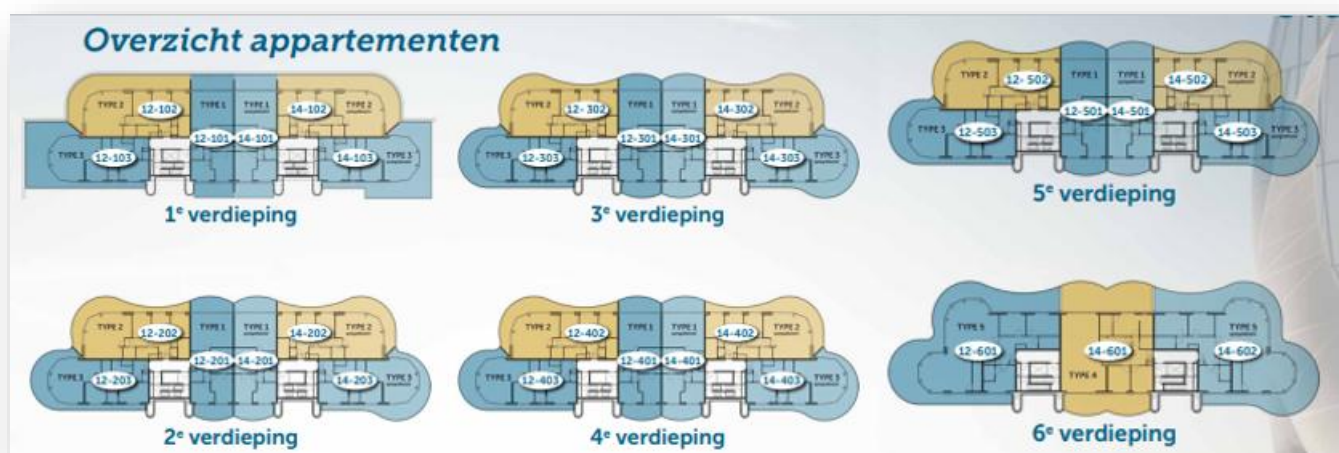 Overzicht appartementen
TYPE 2 12-102 TYPE 1 TYPE 1 14-102 TYPE 2
12-101 14-101
TYPE 3 12-103 14-103 TYPE 3
1e verdieping
TYPE 2 12- 302 TYPE 1 TYPE 1 14-302 TYPE 2
12-301 14-301
TYPE 3 12-303 14-303 TYPE 3
3e verdieping
TYPE 2 12- 502 TYPE 1 TYPE 1 14-502 TYPE 2
12-501 14-501
TYPE 3 12-503 14-503 TYPE 3
5e verdieping
TYPE 2 12-202 TYPE 1 TYPE 1 14-202 TYPE 2
12-201 14-201
TYPE 3 12-203 14-203 TYPE 3
2e verdieping
TYPE 2 12-402 TYPE 1 TYPE 1 14-402 TYPE 2
12-401 14-401
TYPE 3 12-403 14-403 TYPE 3
4e verdieping
TYPE 5 TYPE 5
12-601 14-601 14-602
TYPE 4
6e verdieping